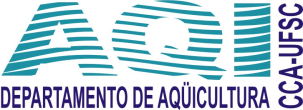 AQI
DEPARTAMENTO DE AQÜICULTURA
CCA-UFSC